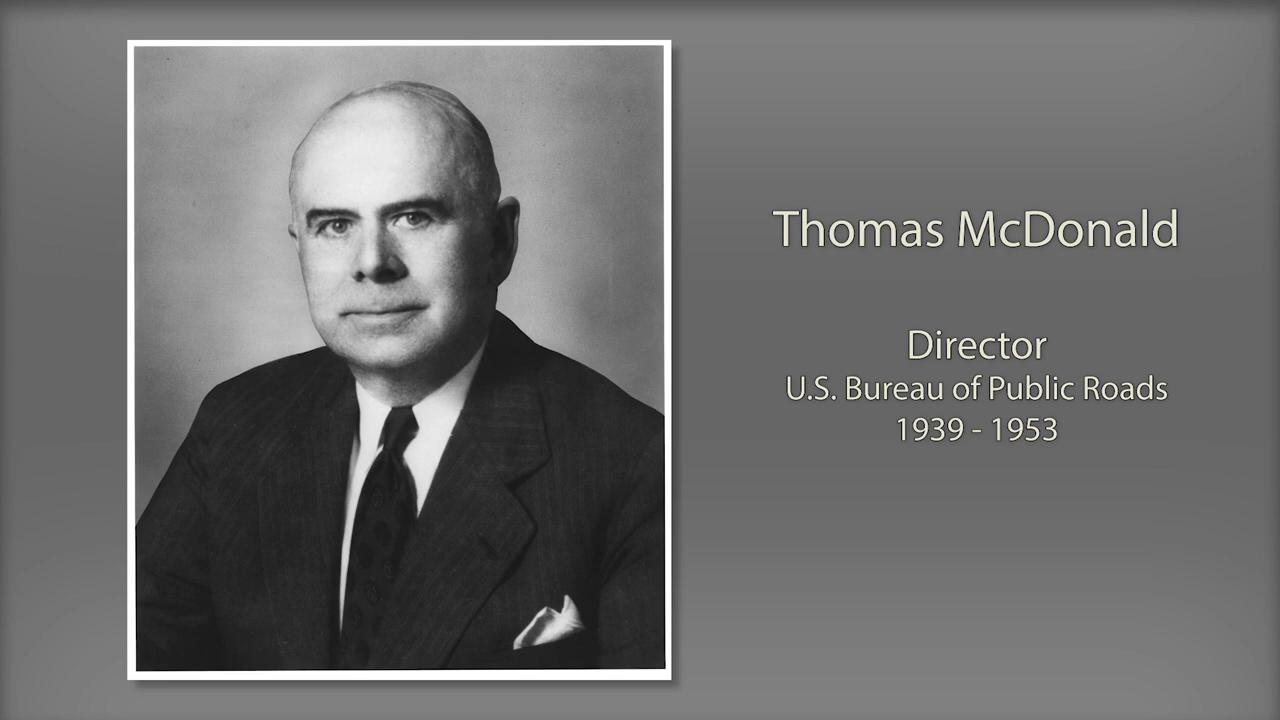 Thomas McDonald
Director
U.S. Bureau of Public Roads
1939 - 1953